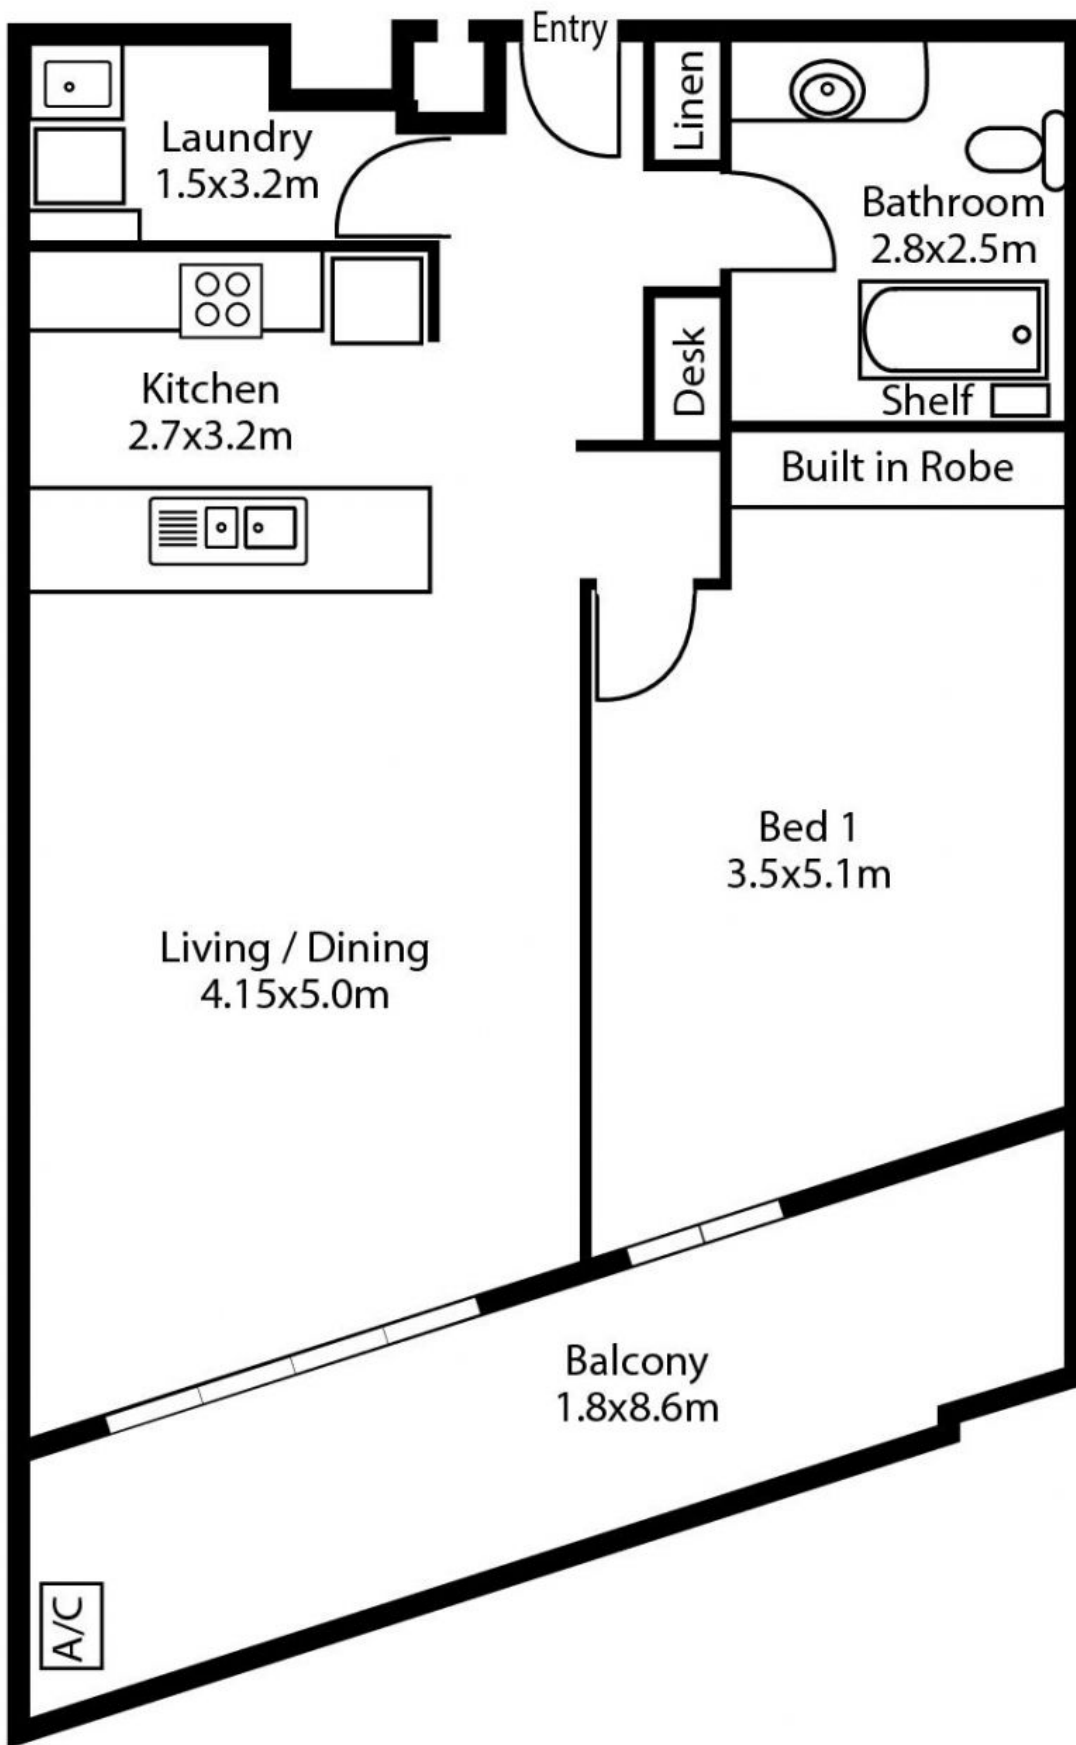 Entry
Linen
Laundry
1.5x3.2m
Bathroom
2.8x2.5m
Desk
Kitchen
2.7x3.2m
Shelf
Built in Robe
Bed 1
3.5x5.1m
Living / Dining
4.15x5.0m
Balcony
1.8x8.6m
A/C